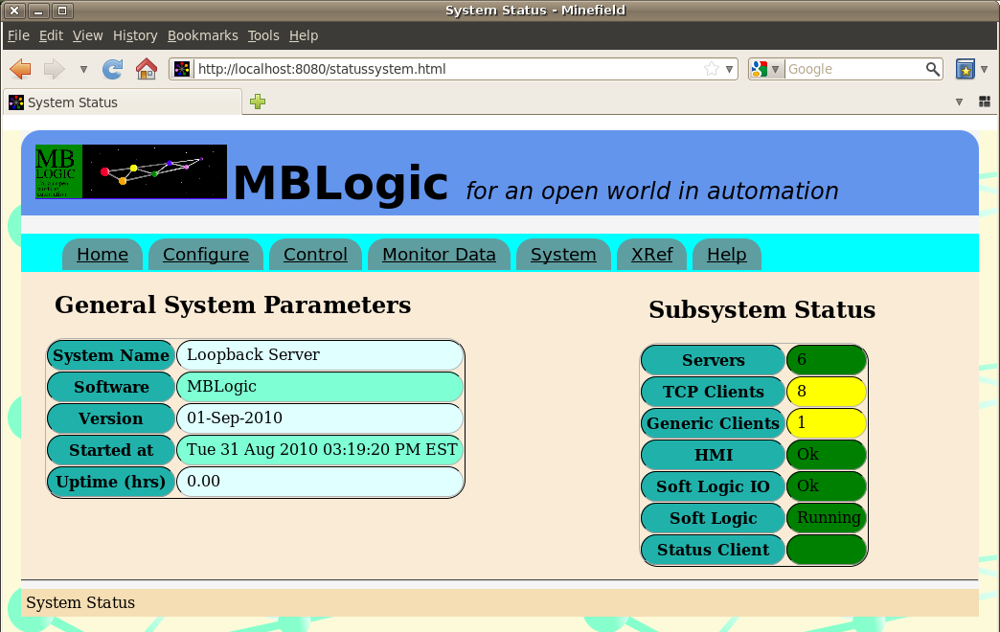 System Status - Minefield
File Edit View History Bookmarks Tools Help
http://localhost:8080/statussystem.html
Google
System Status
MB
LOGIC
MBLogic for an open world in automation
Home Configure Control Monitor Data System XRef Help
General System Parameters
System Name Loopback Server
Software MBLogic
Version 01-Sep-2010
Started at Tue 31 Aug 2010 03:19:20 PM EST
Uptime (hrs) 0.00
Subsystem Status
Servers 6
TCP Clients 8
Generic Clients 1
HMI Ok
Soft Logic IO Ok
Soft Logic Running
Status Client
System Status